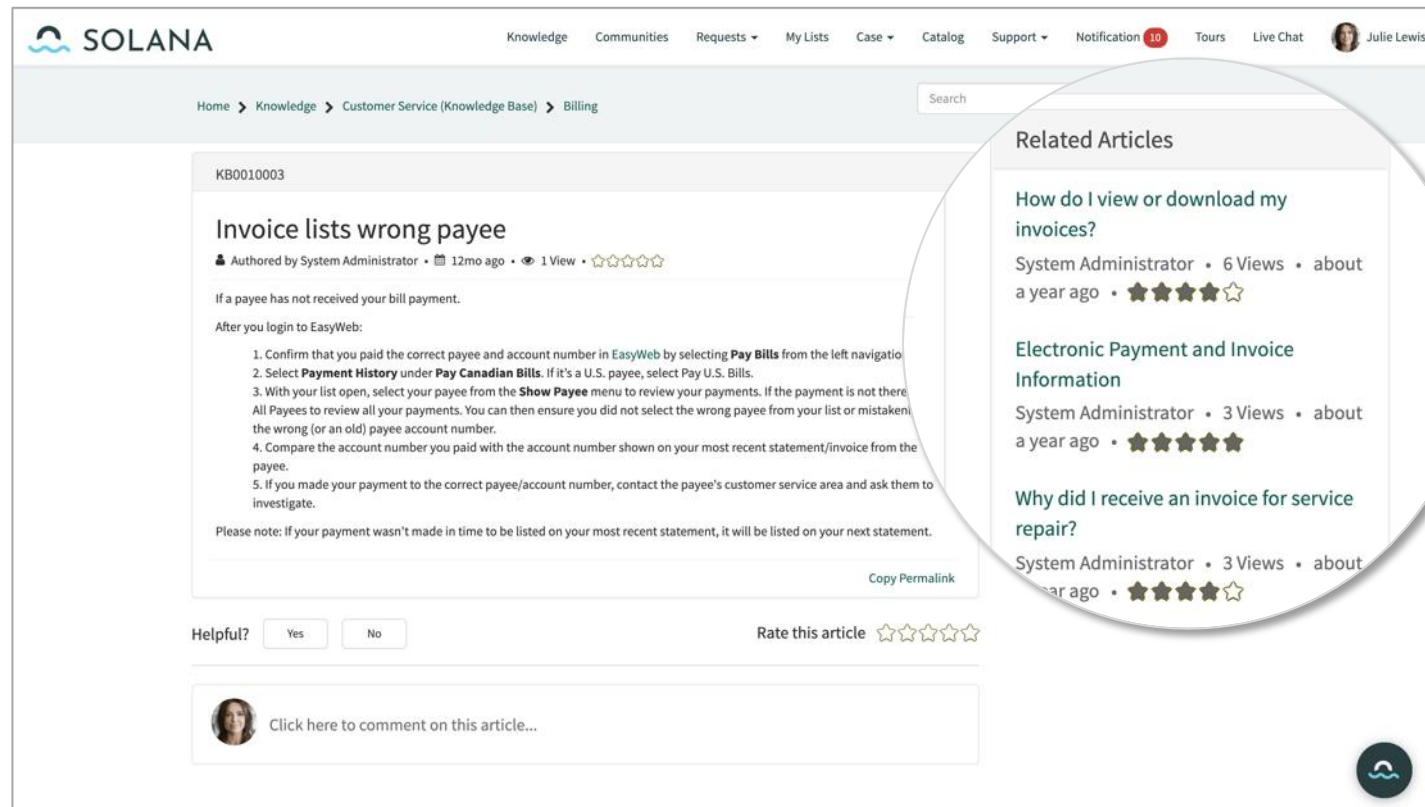 SOLANA
Knowledge Communities Requests My Lists Case Catalog Support Notification 10 Tours Live Chat Julie Lewis
Home > Knowledge > Customer Service (Knowledge Base) > Billing
Search
KB0010003
Invoice lists wrong payee
Authored by System Administrator • 12mo ago • 1 View •
If a payee has not received your bill payment.
After you login to EasyWeb:
1. Confirm that you paid the correct payee and account number in EasyWeb by selecting Pay Bills from the left
2. Select Payment History under Pay Canadian Bills. If it's a U.S. payee, select Pay U.S. Bills.
3. With your list open, select your payee from the Show Payee menu to review your payments. If the payment is not there
All Payees to review all your payments. You can then ensure you did not select the wrong payee from your list or
the wrong (or an old) payee account number.
4. Compare the account number you paid with the account number shown on your most recent statement/invoice from the
payee.
5. If you made your payment to the correct payee/account number, contact the payee's customer service area and ask them to
investigate.
Please note: If your payment wasn't made in time to be listed on your most recent statement, it will be listed on your next statement.
Copy Permalink
Helpful? Yes No
Rate this article
Click here to comment on this article...
Related Articles
How do I view or download my
invoices?
System Administrator • 6 Views • about
a year ago •
Electronic Payment and Invoice
Information
System Administrator • 3 Views • about
a year ago •
Why did I receive an invoice for service
repair?
System Administrator • 3 Views • about
year ago •